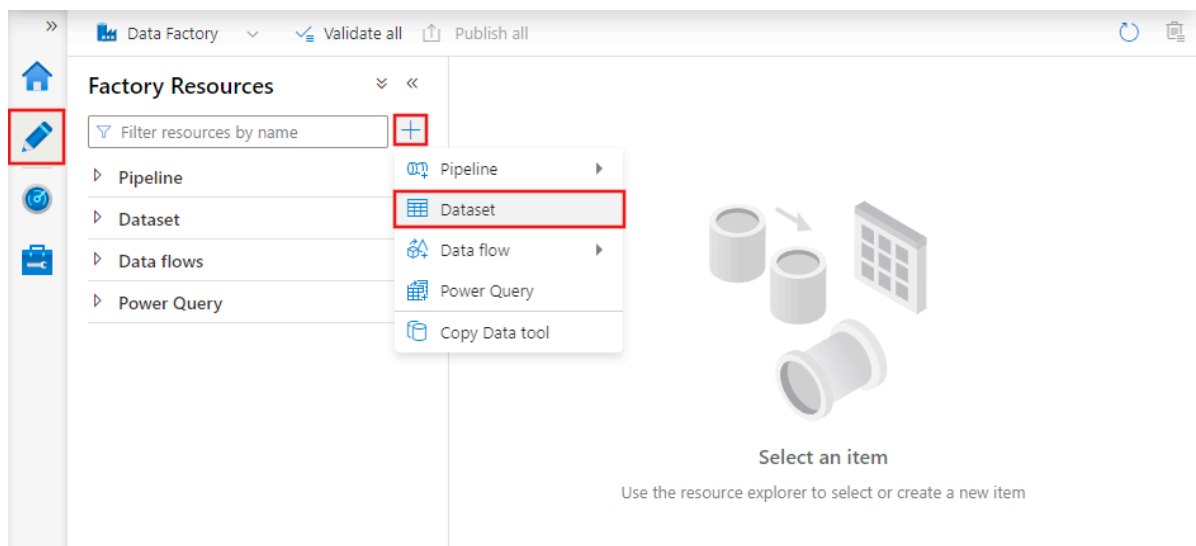 Data Factory
Validate all
Publish all
Factory Resources
Filter resources by name
Pipeline
Dataset
Data flows
Power Query
Pipeline
Dataset
Data flow
Power Query
Copy Data tool
Select an item
Use the resource explorer to select or create a new item